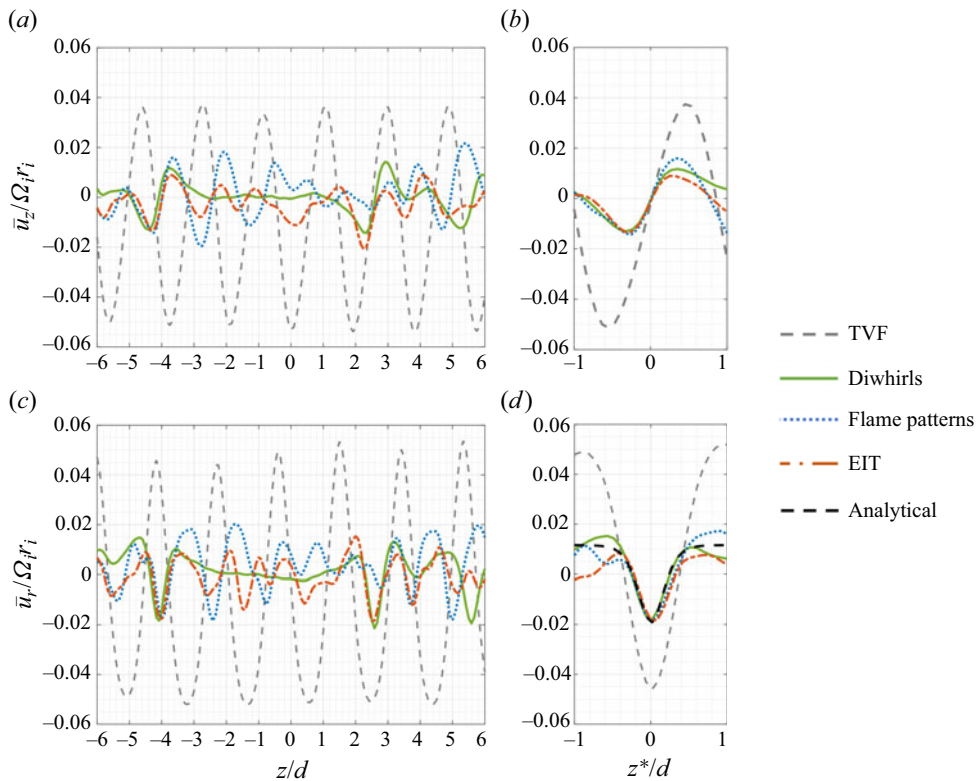 (a)
(b)
0.06
0.04
0.02
0
–0.02
–0.04
–0.06
ū_z/Ω_i r_i
–6 –5 –4 –3 –2 –1 0 1 2 3 4 5 6
0.06
0.04
0.02
0
–0.02
–0.04
–0.06
–1 0 1
TVF
Diwhirls
Flame patterns
EIT
Analytical
(c)
(d)
0.06
0.04
0.02
0
–0.02
–0.04
–0.06
ū_r/Ω_i r_i
–6 –5 –4 –3 –2 –1 0 1 2 3 4 5 6
z/d
0.06
0.04
0.02
0
–0.02
–0.04
–0.06
–1 0 1
z*/d